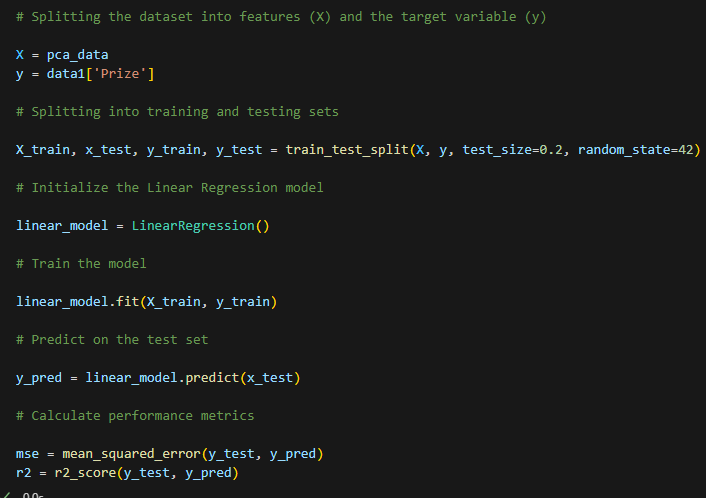 # Splitting the dataset into features (X) and the target variable (y)
X = pca_data
y = data1['Prize']
# Splitting into training and testing sets
X_train, x_test, y_train, y_test = train_test_split(X, y, test_size=0.2, random_state=42)
# Initialize the Linear Regression model
linear_model = LinearRegression()
# Train the model
linear_model.fit(X_train, y_train)
# Predict on the test set
y_pred = linear_model.predict(x_test)
# Calculate performance metrics
mse = mean_squared_error(y_test, y_pred)
r2 = r2_score(y_test, y_pred)